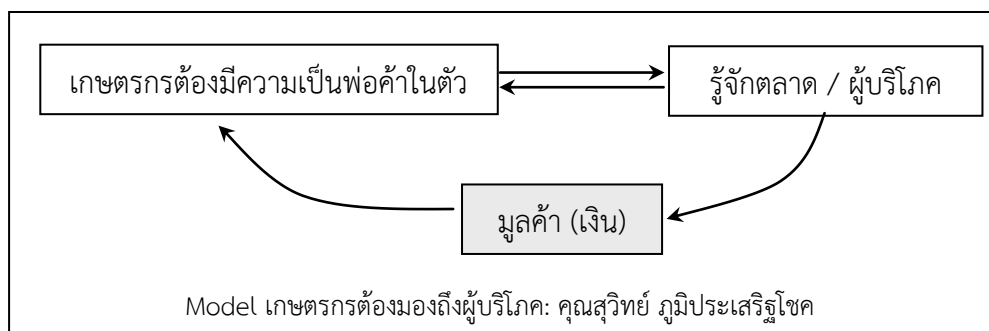 เกษตรกรต้องมีความเป็นพ่อค้าในตัว
รู้จักตลาด / ผู้บริโภค
มูลค้า (เงิน)
Model เกษตรกรต้องมองถึงผู้บริโภค: คุณสุวิทย์ ภูมิประเสริฐโชค